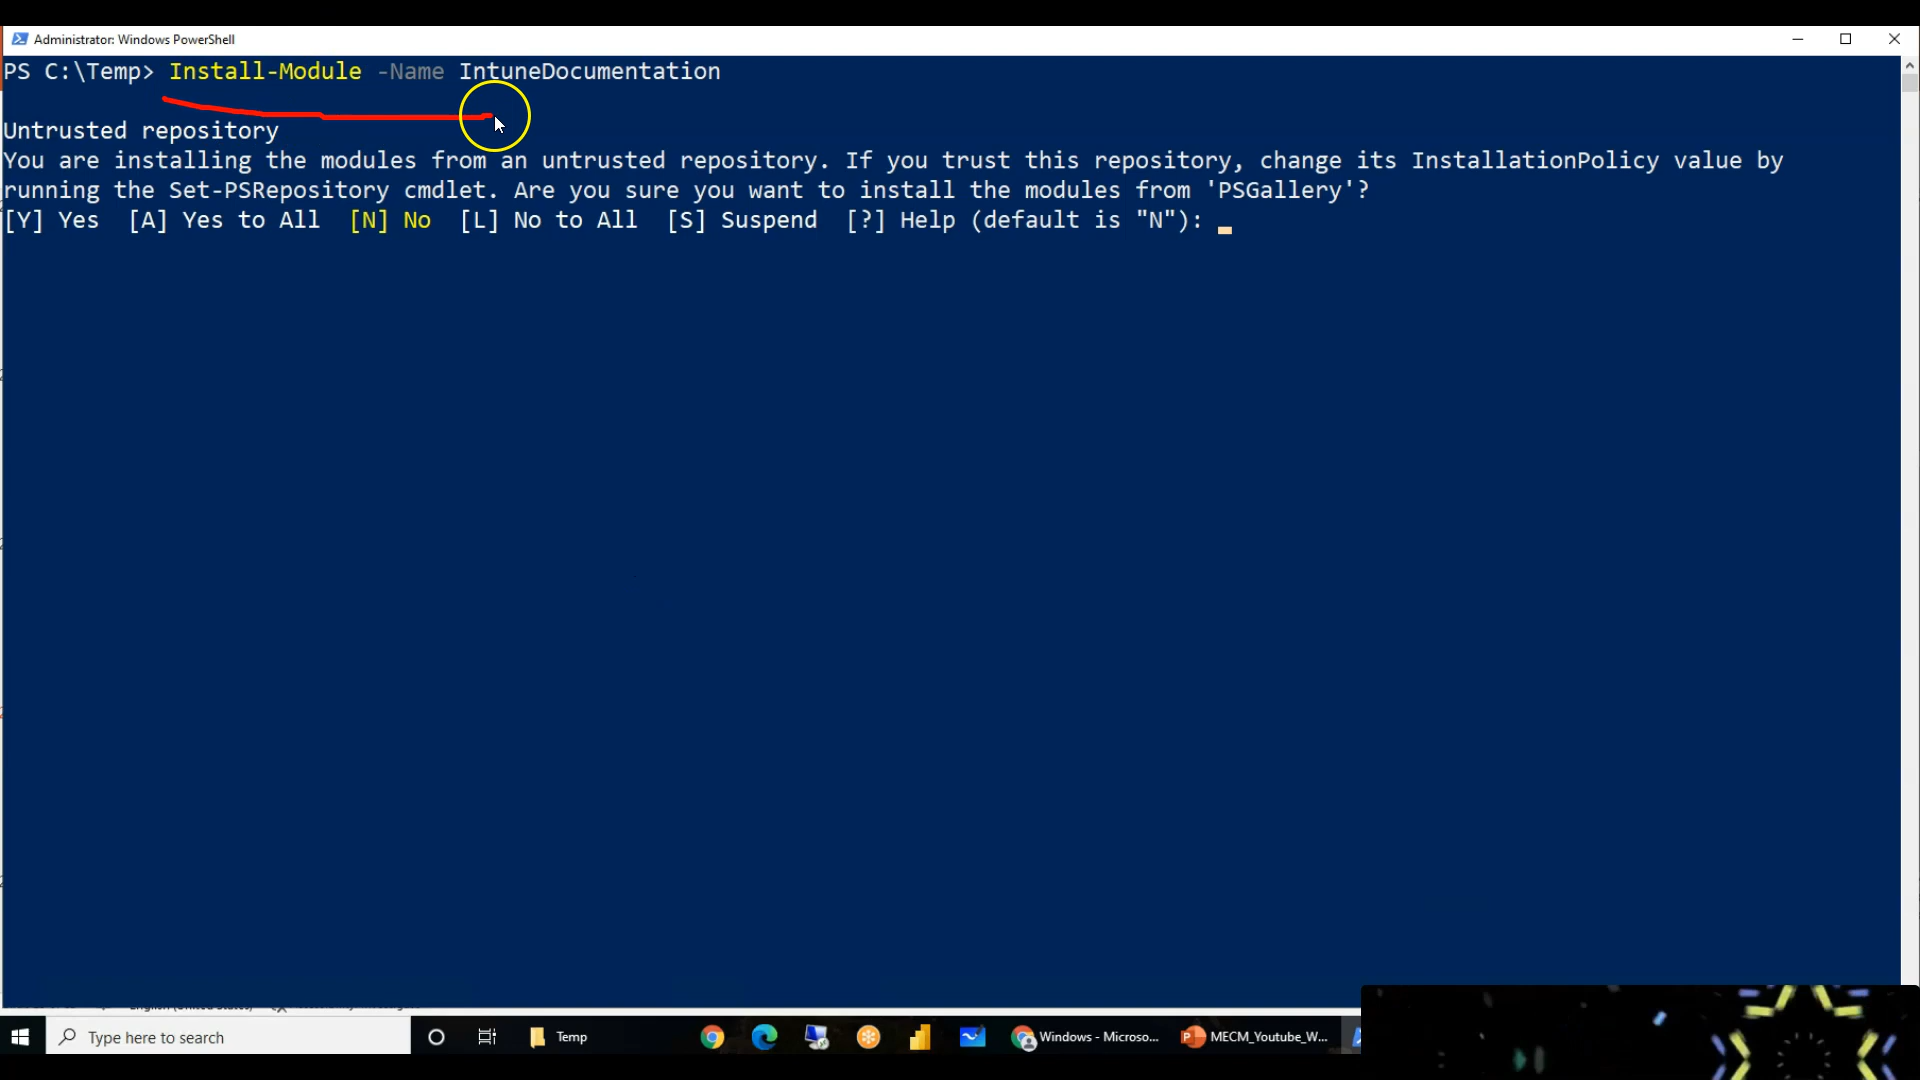 Administrator: Windows PowerShell
PS C:\Temp> Install-Module -Name IntuneDocumentation
Untrusted repository
You are installing the modules from an untrusted repository. If you trust this repository, change its InstallationPolicy value by
running the Set-PSRepository cmdlet. Are you sure you want to install the modules from 'PSGallery'?
[Y] Yes  [A] Yes to All  [N] No  [L] No to All  [S] Suspend  [?] Help (default is "N"):
Type here to search
Temp
Windows - Microso...
MECM_Youtube_W...